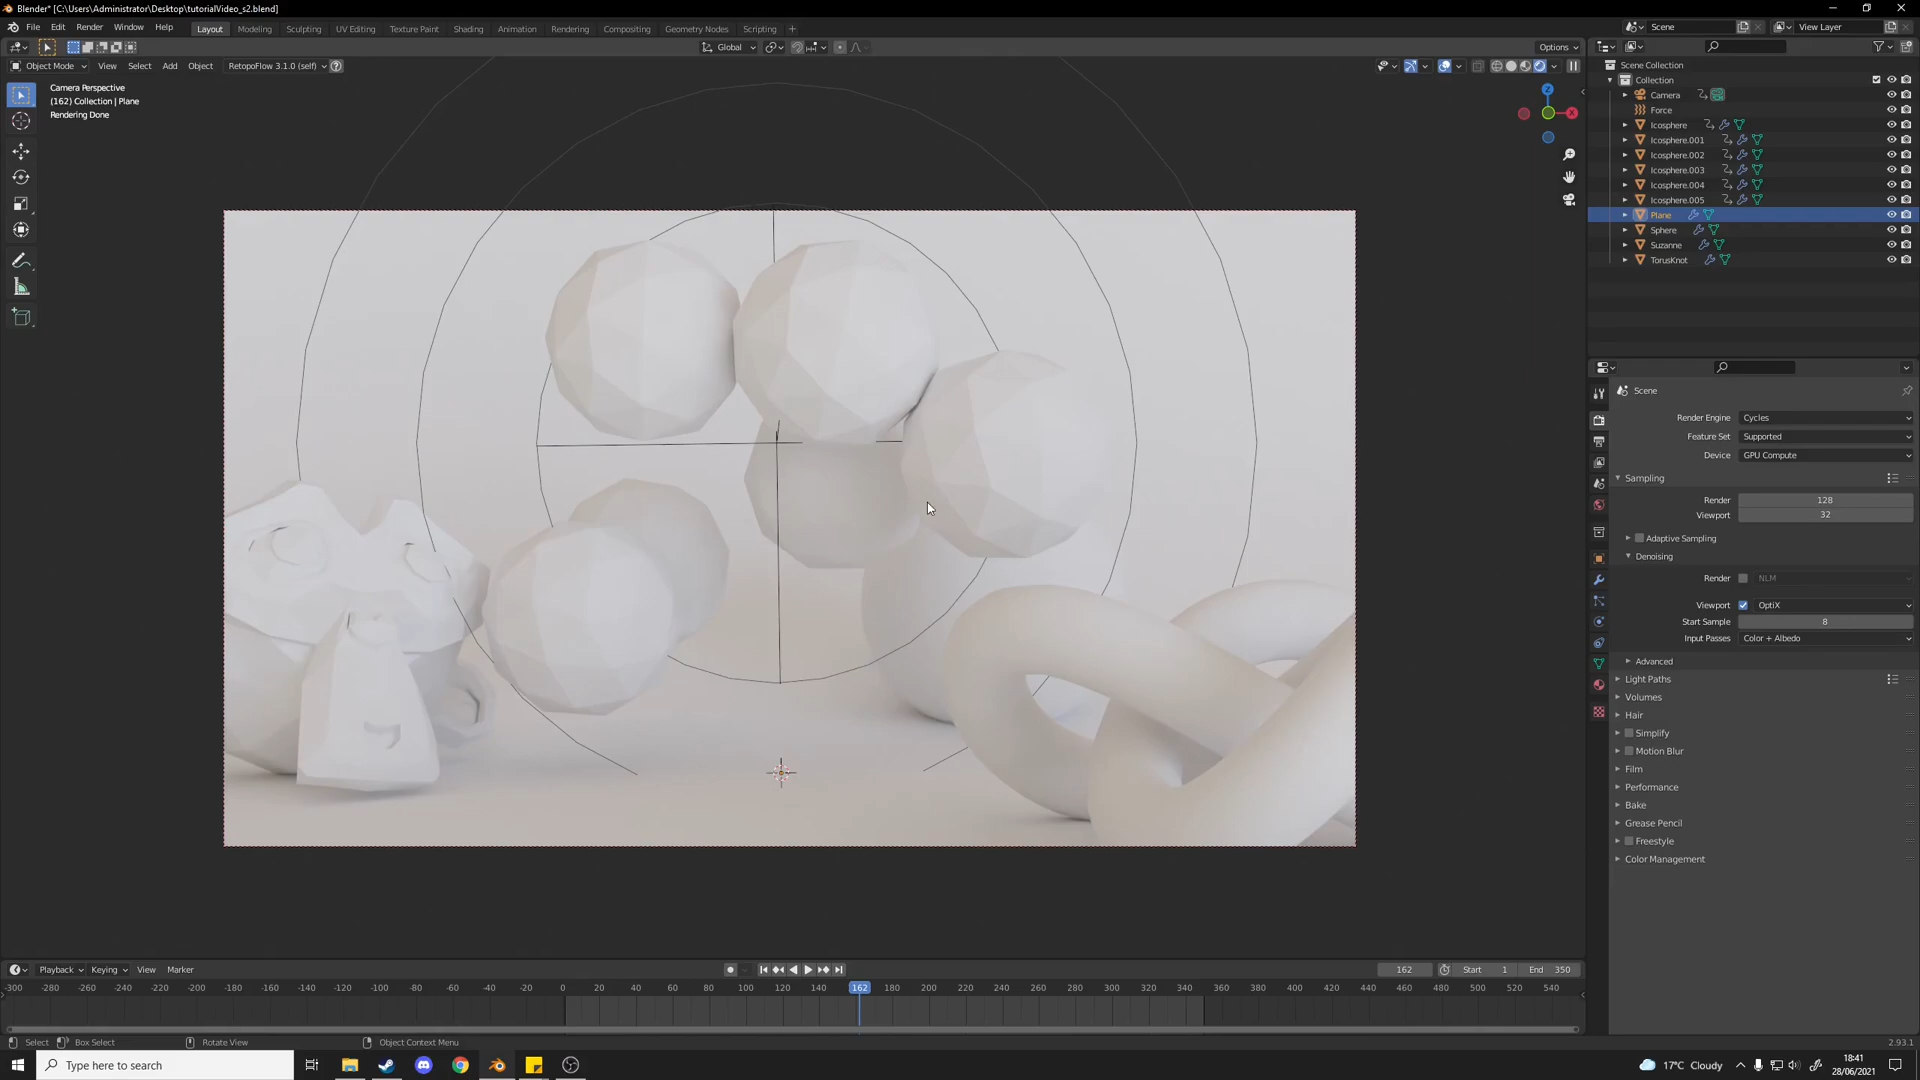 Blender* [C:\Users\Administrator\Desktop\tutorialVideo_s2.blend]
File Edit Render Window Help Layout Modeling Sculpting UV Editing Texture Paint Shading Animation Rendering Compositing Geometry Nodes Scripting + Scene View Layer
Global Options
Object Mode View Select Add Object RetopoFlow 3.1.0 (self)
Camera Perspective
(162) Collection | Plane
Rendering Done
Z
X
Scene Collection
Collection
Camera
Force
Icosphere
Icosphere.001
Icosphere.002
Icosphere.003
Icosphere.004
Icosphere.005
Plane
Sphere
Suzanne
TorusKnot
Scene
Render Engine Cycles
Feature Set Supported
Device GPU Compute
Sampling
Render 128
Viewport 32
Adaptive Sampling
Denoising
Render NLM
Viewport OptiX
Start Sample 8
Input Passes Color + Albedo
Advanced
Light Paths
Volumes
Hair
Simplify
Motion Blur
Film
Performance
Bake
Grease Pencil
Freestyle
Color Management
Playback Keying View Marker 162 Start 1 End 350
-300 -280 -260 -240 -220 -200 -180 -160 -140 -120 -100 -80 -60 -40 -20 0 20 40 60 80 100 120 140 162 180 200 220 240 260 280 300 320 340 360 380 400 420 440 460 480 500 520 540
Select Box Select Rotate View Object Context Menu 2.93.1
Type here to search 17°C Cloudy 18:41
28/06/2021